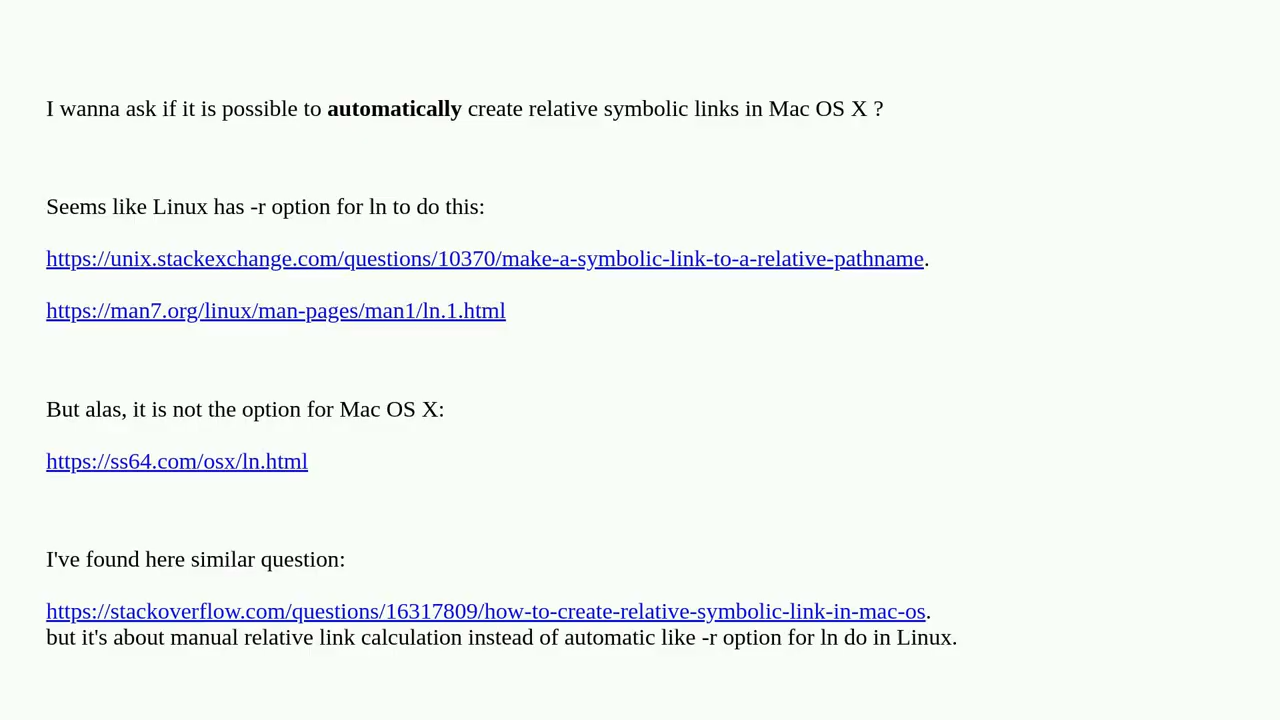 I wanna ask if it is possible to automatically create relative symbolic links in Mac OS X ?
Seems like Linux has -r option for ln to do this:
https://unix.stackexchange.com/questions/10370/make-a-symbolic-link-to-a-relative-pathname.
https://man7.org/linux/man-pages/man1/ln.1.html
But alas, it is not the option for Mac OS X:
https://ss64.com/osx/ln.html
I've found here similar question:
https://stackoverflow.com/questions/16317809/how-to-create-relative-symbolic-link-in-mac-os.
but it's about manual relative link calculation instead of automatic like -r option for ln do in Linux.